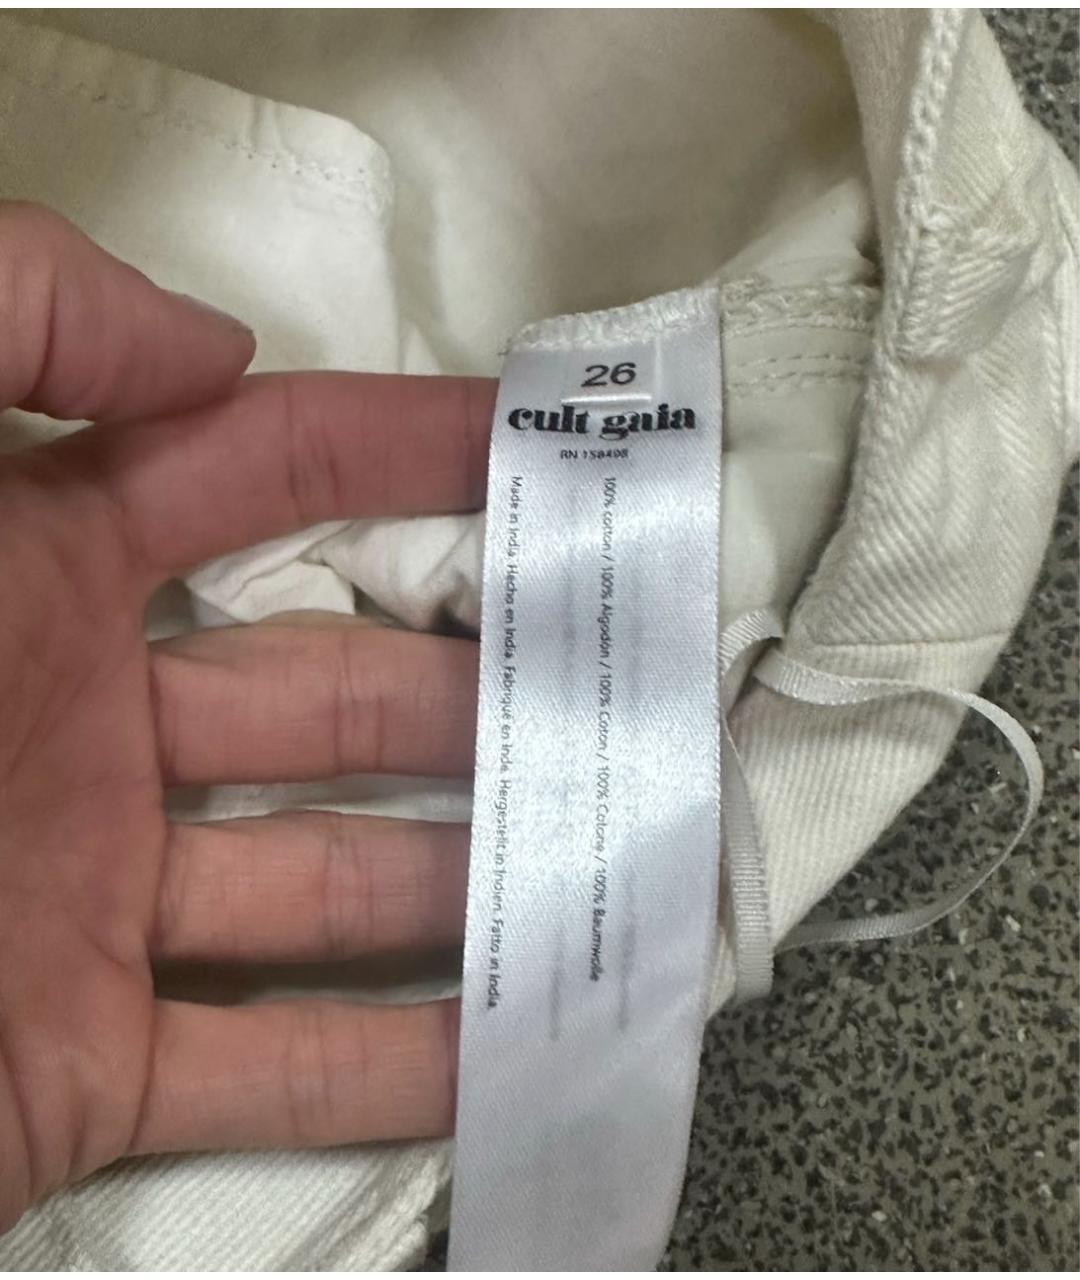 26
cult gaia
RN 158498
100% cotton / 100% Algodon / 100% Coton / 100% Cotone / 100% Baumwolle
Made in India. Hecho en India. Fabriqué en Inde. Hergestellt in Indien. Fatto in India.